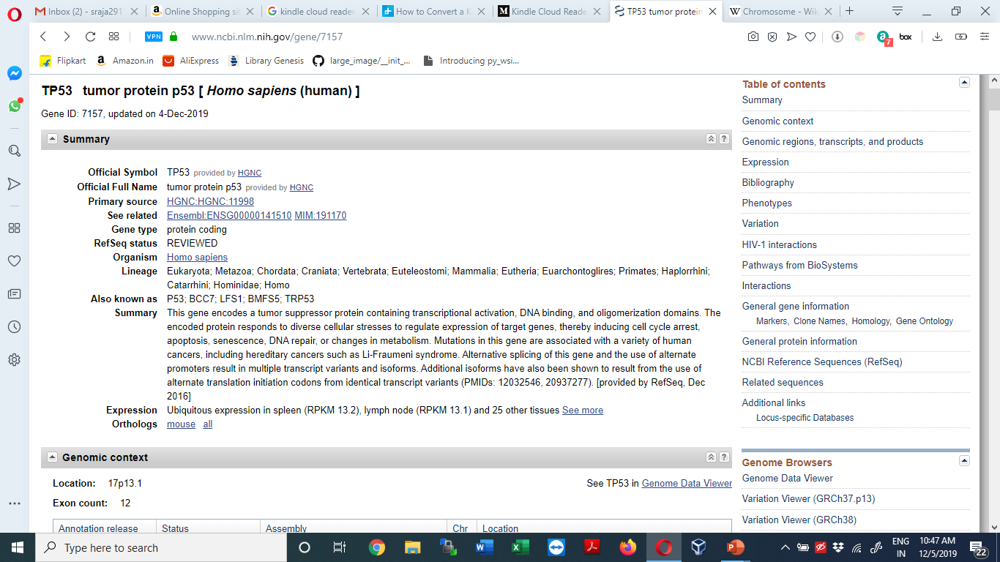 Inbox (2) - sraja291
Online Shopping sit
kindle cloud reader
How to Convert a K
Kindle Cloud Reade
TP53 tumor protein
Chromosome - Wiki
VPN
www.ncbi.nlm.nih.gov/gene/7157
7
box
Flipkart
Amazon.in
AliExpress
Library Genesis
large_image/__init_...
Introducing py_wsi...
TP53 tumor protein p53 [ Homo sapiens (human) ]
Gene ID: 7157, updated on 4-Dec-2019
Summary
Official Symbol TP53 provided by HGNC
Official Full Name tumor protein p53 provided by HGNC
Primary source HGNC:HGNC:11998
See related Ensembl:ENSG00000141510 MIM:191170
Gene type protein coding
RefSeq status REVIEWED
Organism Homo sapiens
Lineage Eukaryota; Metazoa; Chordata; Craniata; Vertebrata; Euteleostomi; Mammalia; Eutheria; Euarchontoglires; Primates; Haplorrhini;
Catarrhini; Hominidae; Homo
Also known as P53; BCC7; LFS1; BMFS5; TRP53
Summary This gene encodes a tumor suppressor protein containing transcriptional activation, DNA binding, and oligomerization domains. The
encoded protein responds to diverse cellular stresses to regulate expression of target genes, thereby inducing cell cycle arrest,
apoptosis, senescence, DNA repair, or changes in metabolism. Mutations in this gene are associated with a variety of human
cancers, including hereditary cancers such as Li-Fraumeni syndrome. Alternative splicing of this gene and the use of alternate
promoters result in multiple transcript variants and isoforms. Additional isoforms have also been shown to result from the use of
alternate translation initiation codons from identical transcript variants (PMIDs: 12032546, 20937277). [provided by RefSeq, Dec
2016]
Expression Ubiquitous expression in spleen (RPKM 13.2), lymph node (RPKM 13.1) and 25 other tissues See more
Orthologs mouse all
Genomic context
Location: 17p13.1
See TP53 in Genome Data Viewer
Exon count: 12
Annotation release Status Assembly Chr Location
Table of contents
Summary
Genomic context
Genomic regions, transcripts, and products
Expression
Bibliography
Phenotypes
Variation
HIV-1 interactions
Pathways from BioSystems
Interactions
General gene information
Markers, Clone Names, Homology, Gene Ontology
General protein information
NCBI Reference Sequences (RefSeq)
Related sequences
Additional links
Locus-specific Databases
Genome Browsers
Genome Data Viewer
Variation Viewer (GRCh37.p13)
Variation Viewer (GRCh38)
Type here to search
ENG
IN
10:47 AM
12/5/2019
22